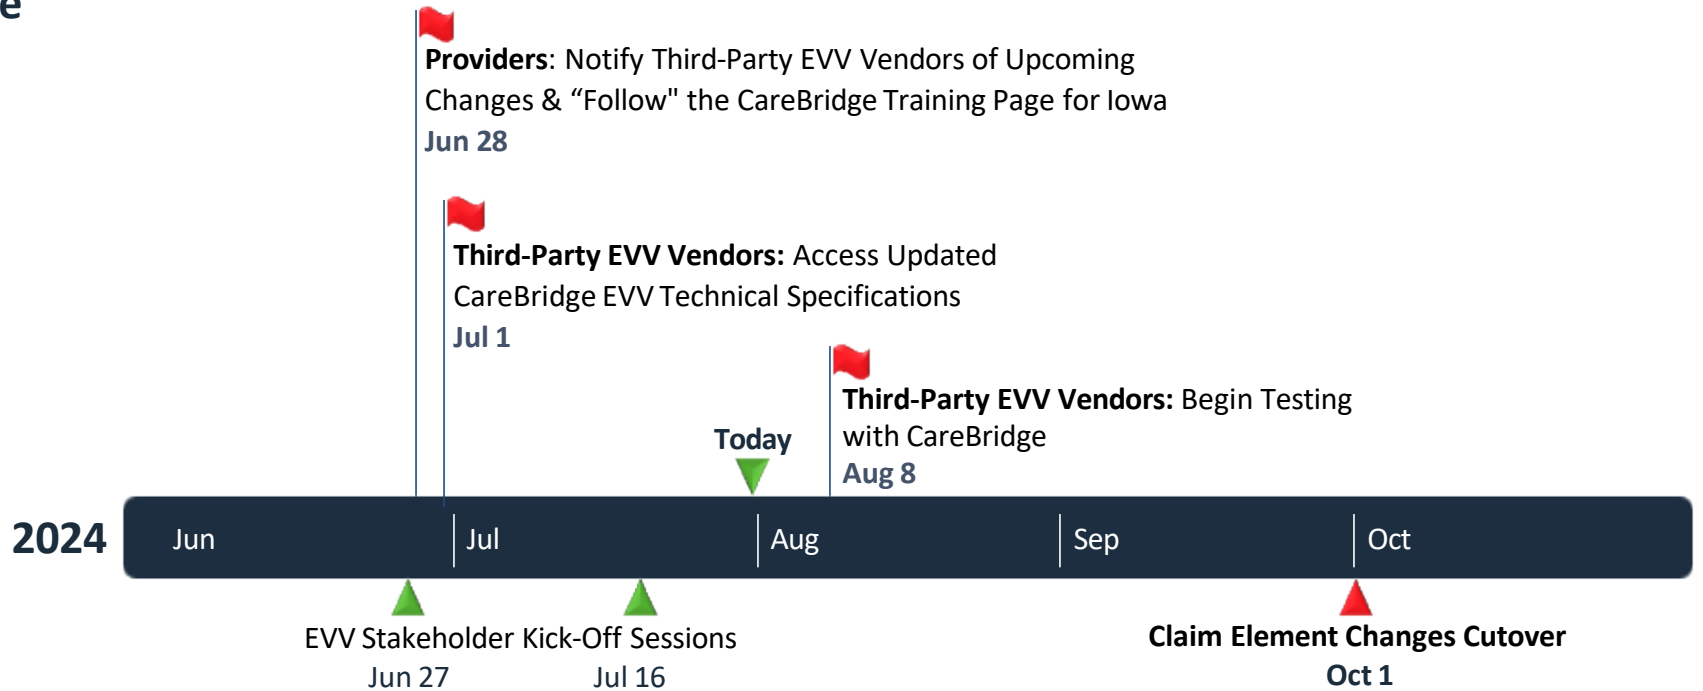 e
Providers: Notify Third-Party EVV Vendors of Upcoming
Changes & “Follow" the CareBridge Training Page for Iowa
Jun 28
Third-Party EVV Vendors: Access Updated
CareBridge EVV Technical Specifications
Jul 1
Third-Party EVV Vendors: Begin Testing
with CareBridge
Aug 8
Today
2024
Jun
Jul
Aug
Sep
Oct
EVV Stakeholder Kick-Off Sessions
Jun 27
Jul 16
Claim Element Changes Cutover
Oct 1